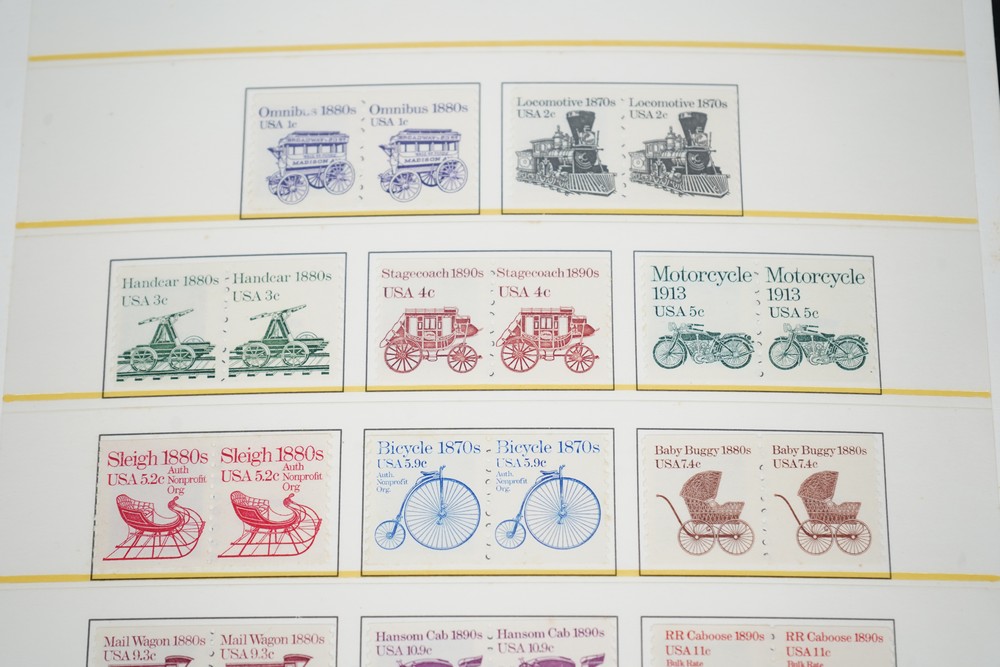 Omnibus 1880s
USA 1c
MADISON
Omnibus 1880s
USA 1c
MADISON
Locomotive 1870s
USA 2c
Locomotive 1870s
USA 2c
Handcar 1880s
USA 3c
Handcar 1880s
USA 3c
Stagecoach 1890s
USA 4c
Stagecoach 1890s
USA 4c
Motorcycle
1913
USA 5c
Motorcycle
1913
USA 5c
Sleigh 1880s
USA 5.2c
Auth
Nonprofit
Org
Sleigh 1880s
USA 5.2c
Auth
Nonprofit
Org
Bicycle 1870s
USA 5.9c
Auth.
Nonprofit
Org.
Bicycle 1870s
USA 5.9c
Auth.
Nonprofit
Org.
Baby Buggy 1880s
USA 7.4c
Baby Buggy 1880s
USA 7.4c
Mail Wagon 1880s
USA 9.3c
Mail Wagon 1880s
USA 9.3c
Hansom Cab 1890s
USA 10.9c
Hansom Cab 1890s
USA 10.9c
RR Caboose 1890s
USA 11c
Bulk Rate
RR Caboose 1890s
USA 11c
Bulk Rate